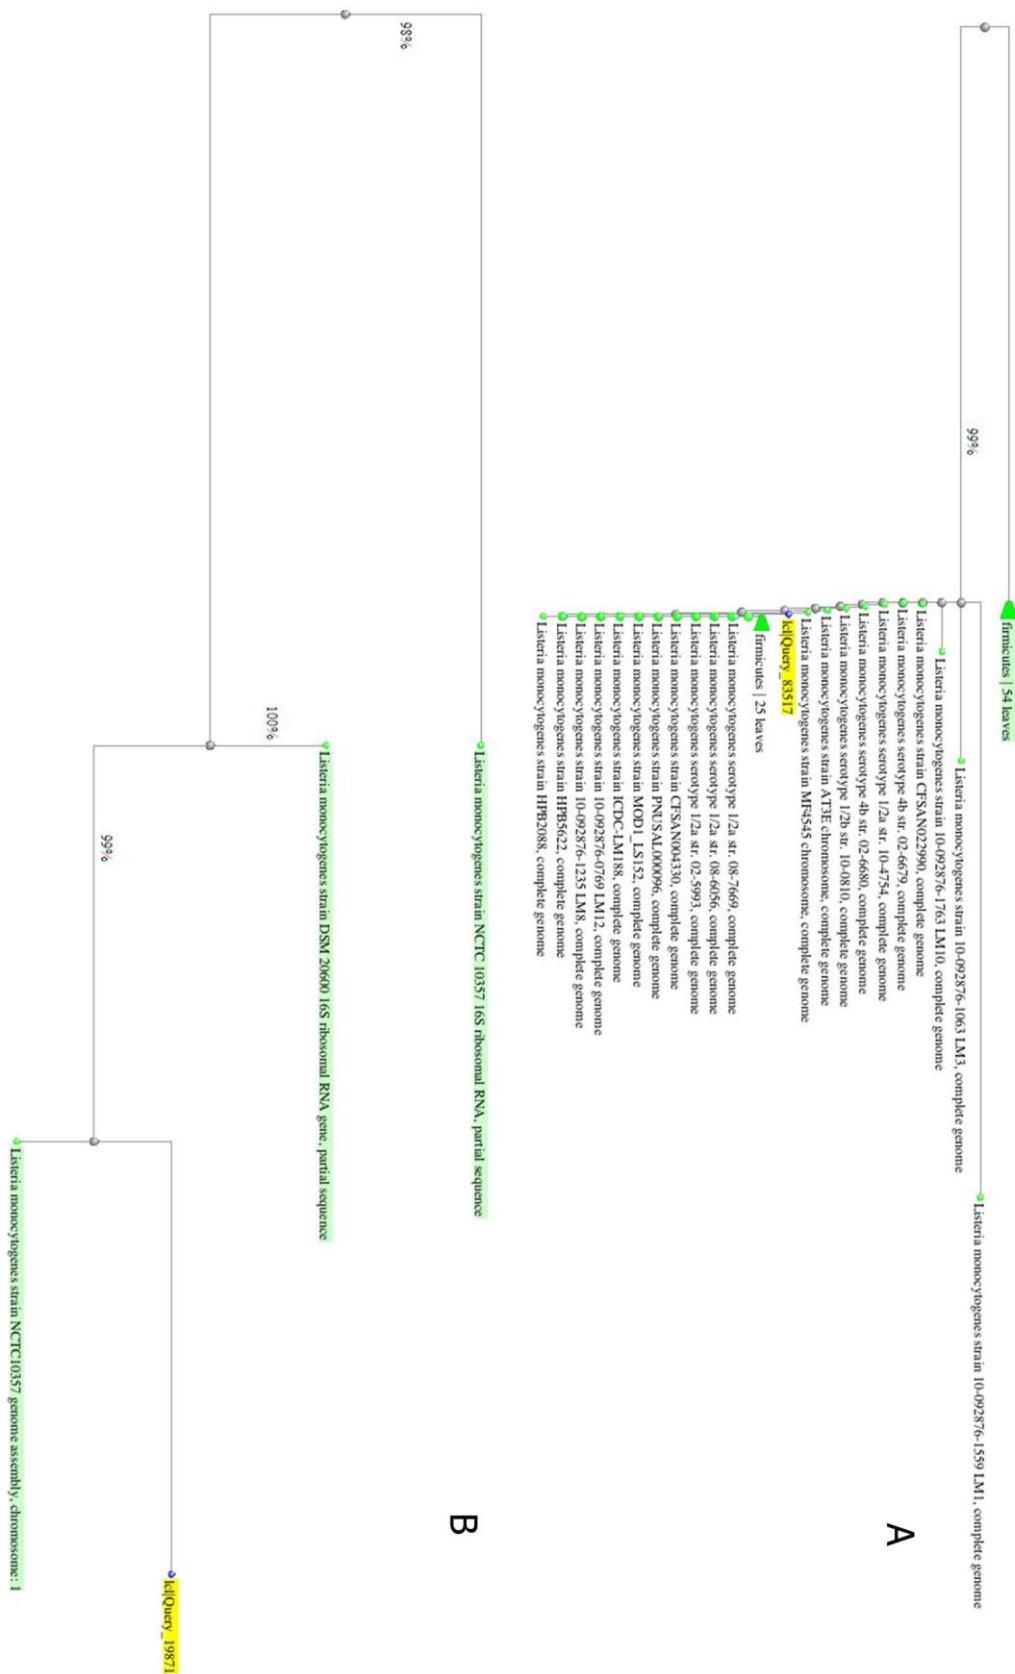 99%
firmicutes | 54 leaves
Listeria monocytogenes strain 10-092876-1559 LM1, complete genome
Listeria monocytogenes strain 10-092876-1063 LM3, complete genome
Listeria monocytogenes strain 10-092876-1763 LM10, complete genome
Listeria monocytogenes strain CFSAN022990, complete genome
Listeria monocytogenes serotype 4b str. 02-6679, complete genome
Listeria monocytogenes serotype 1/2a str. 10-4754, complete genome
Listeria monocytogenes serotype 4b str. 02-6680, complete genome
Listeria monocytogenes serotype 1/2b str. 10-0810, complete genome
Listeria monocytogenes strain AT3E chromosome, complete genome
Listeria monocytogenes strain MF4545 chromosome, complete genome
lcl|Query_83517
firmicutes | 25 leaves
Listeria monocytogenes serotype 1/2a str. 08-7669, complete genome
Listeria monocytogenes serotype 1/2a str. 08-6056, complete genome
Listeria monocytogenes serotype 1/2a str. 02-5993, complete genome
Listeria monocytogenes strain CFSAN004330, complete genome
Listeria monocytogenes strain PNUSAL000096, complete genome
Listeria monocytogenes strain MOD1_LS152, complete genome
Listeria monocytogenes strain ICDC-LM188, complete genome
Listeria monocytogenes strain 10-092876-0769 LM12, complete genome
Listeria monocytogenes strain 10-092876-1235 LM8, complete genome
Listeria monocytogenes strain HPB5622, complete genome
Listeria monocytogenes strain HPB2088, complete genome
A
98%
Listeria monocytogenes strain NCTC 10357 16S ribosomal RNA, partial sequence
B
100%
Listeria monocytogenes strain DSM 20600 16S ribosomal RNA gene, partial sequence
99%
lcl|Query_19871
Listeria monocytogenes strain NCTC10357 genome assembly, chromosome: 1